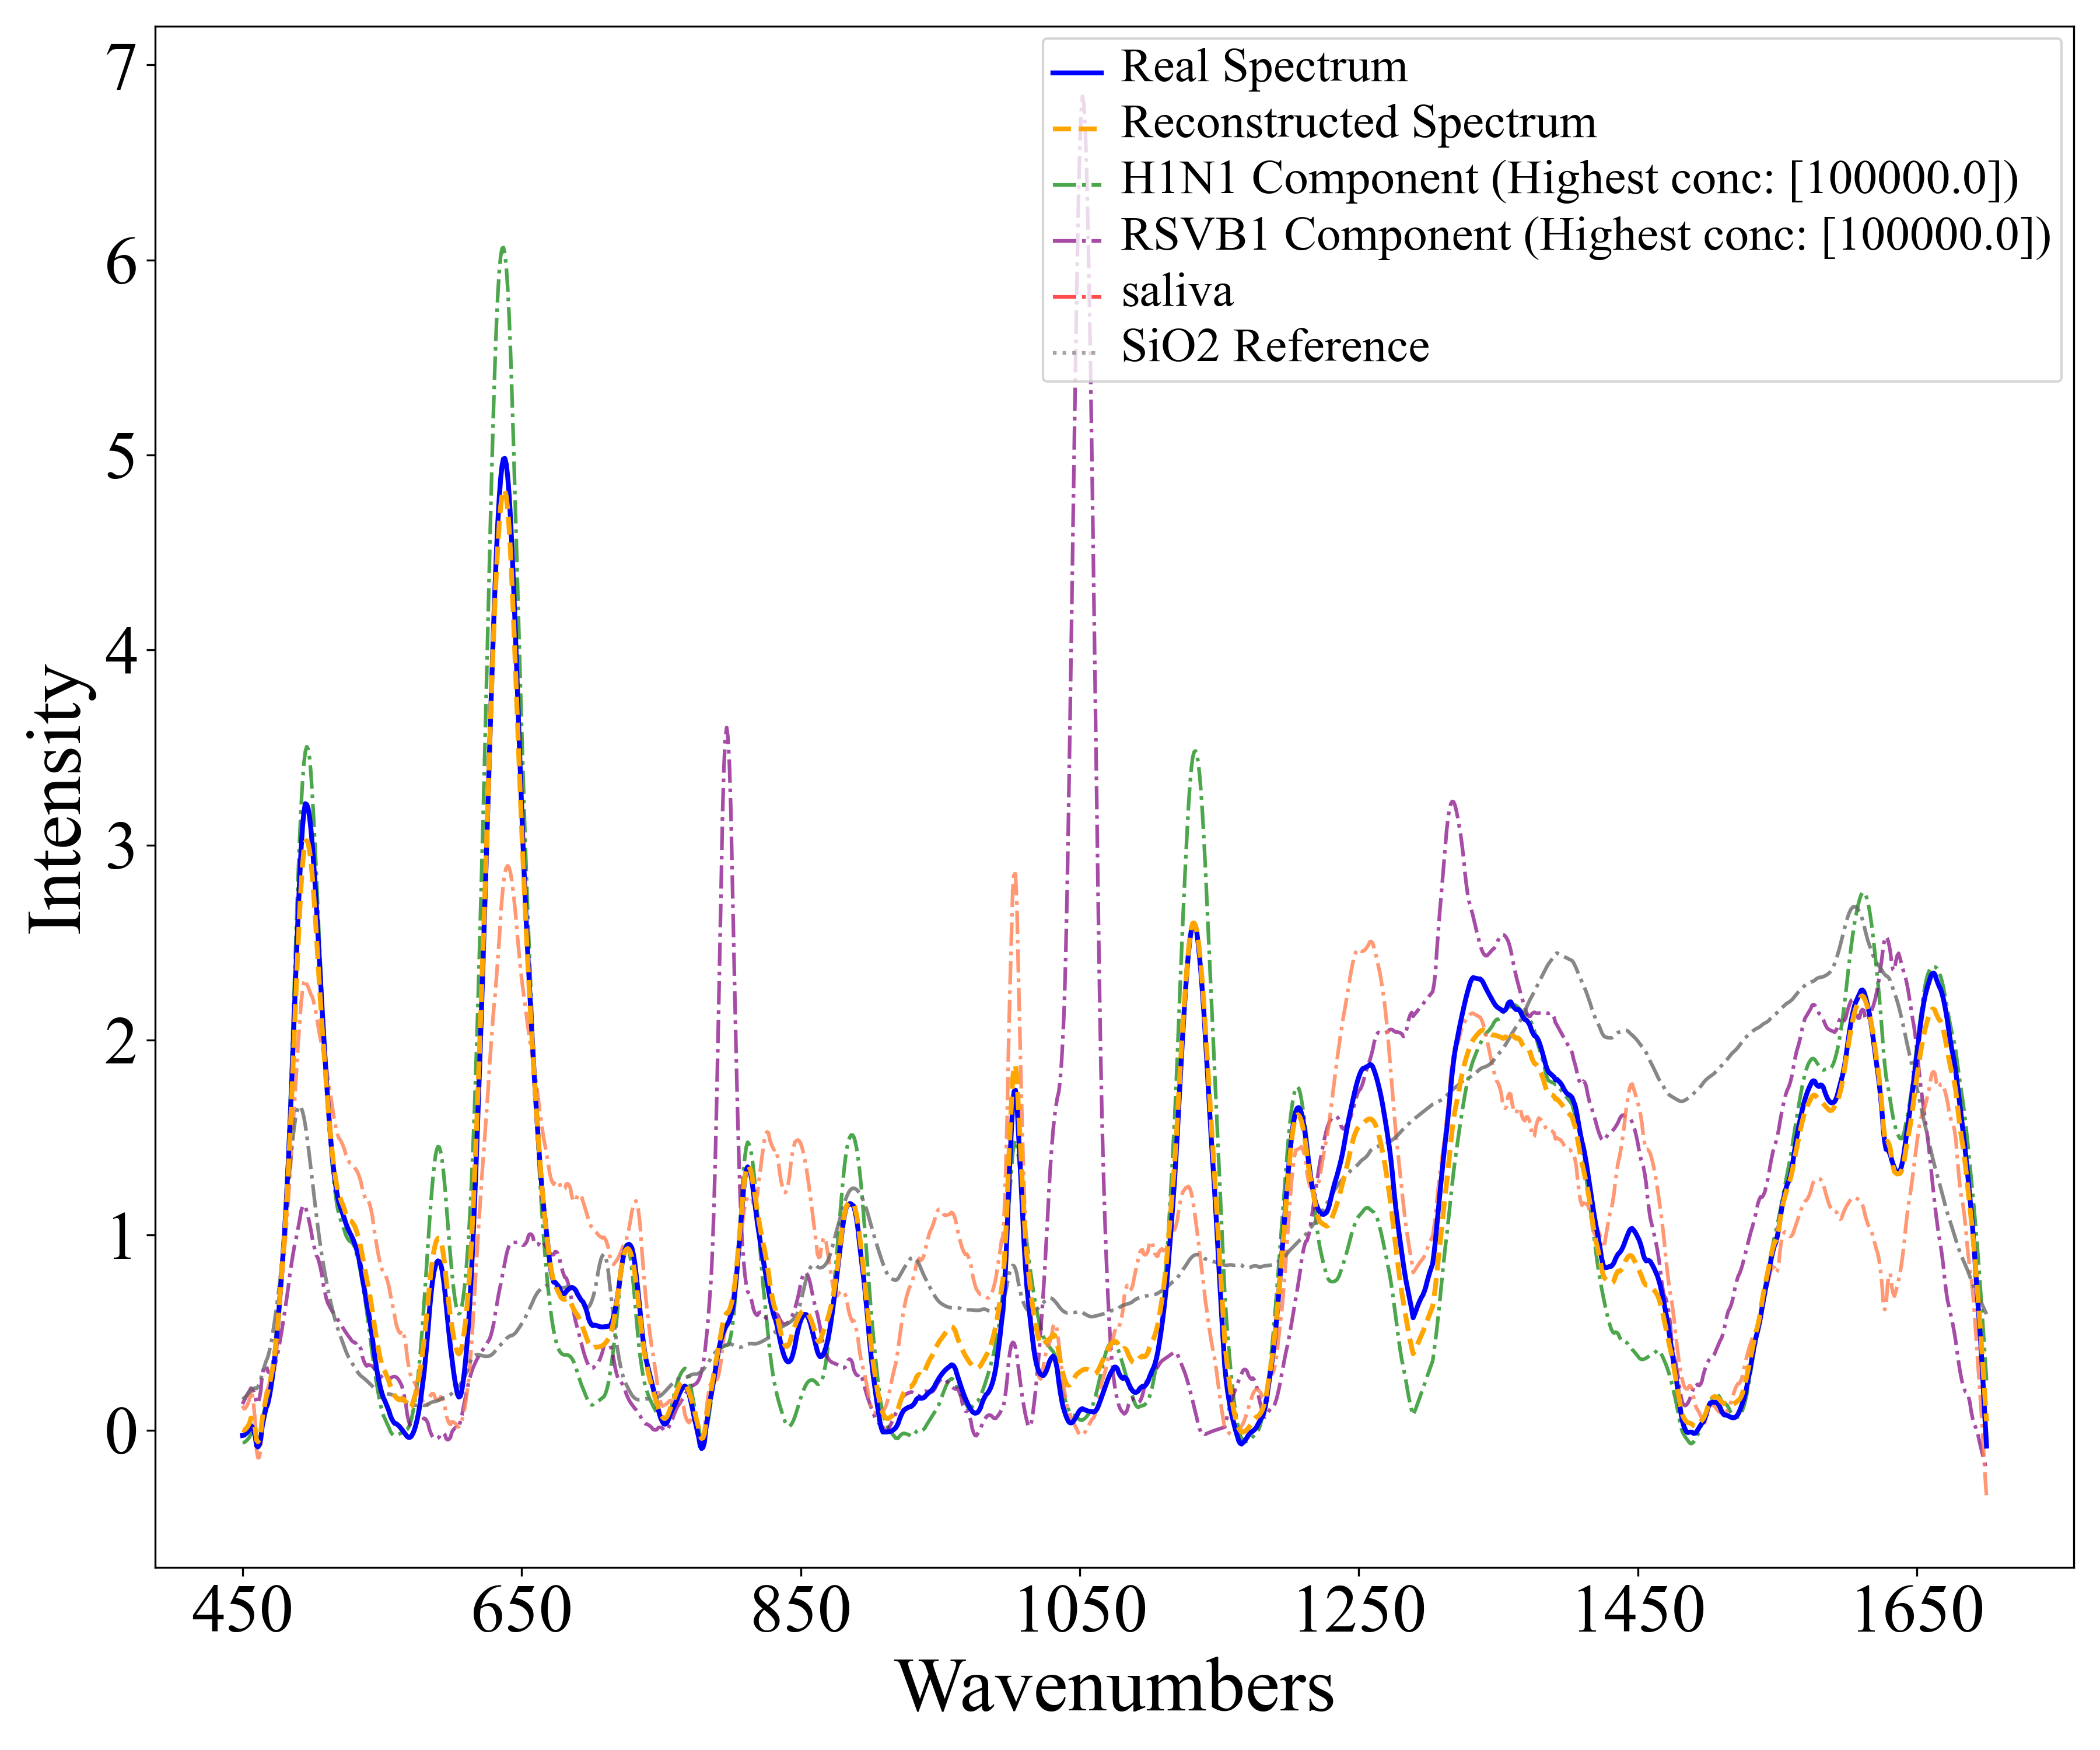 7
6
5
4
3
2
1
0
Intensity
Real Spectrum
Reconstructed Spectrum
H1N1 Component (Highest conc: [100000.0])
RSVB1 Component (Highest conc: [100000.0])
saliva
SiO2 Reference
450 650 850 1050 1250 1450 1650
Wavenumbers